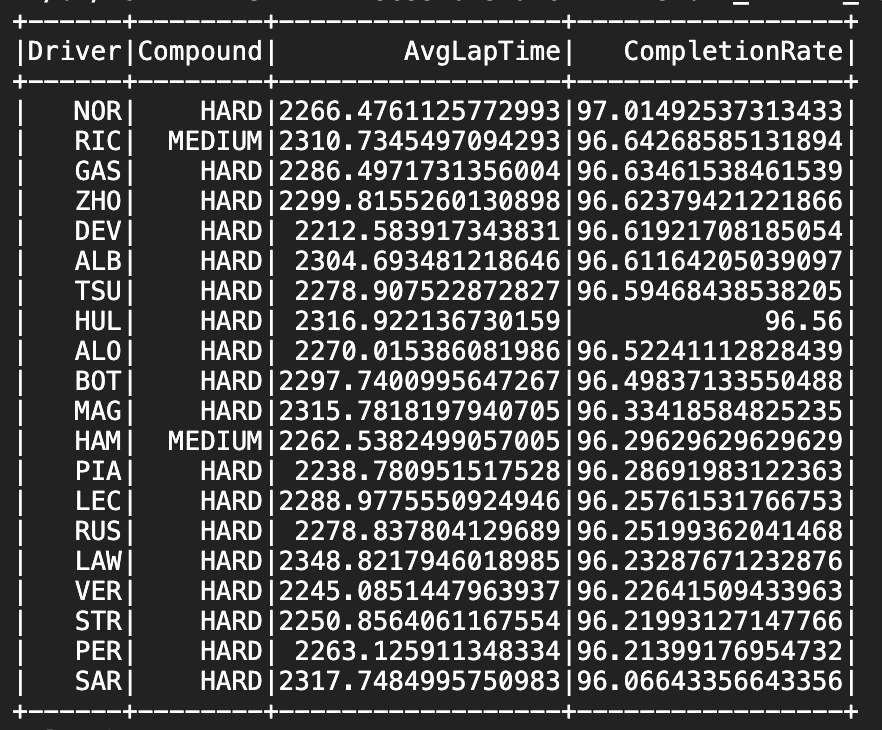 +------+--------+------------------+-----------------+
|Driver|Compound|        AvgLapTime|   CompletionRate|
+------+--------+------------------+-----------------+
|   NOR|    HARD|2266.4761125772993|97.01492537313433|
|   RIC|  MEDIUM|2310.7345497094293|96.64268585131894|
|   GAS|    HARD|2286.4971731356004|96.63461538461539|
|   ZHO|    HARD|2299.8155260130898|96.62379421221866|
|   DEV|    HARD| 2212.583917343831|96.61921708185054|
|   ALB|    HARD| 2304.693481218646|96.61164205039097|
|   TSU|    HARD| 2278.907522872827|96.59468438538205|
|   HUL|    HARD| 2316.922136730159|            96.56|
|   ALO|    HARD| 2270.015386081986|96.52241112828439|
|   BOT|    HARD|2297.7400995647267|96.49837133550488|
|   MAG|    HARD|2315.7818197940705|96.33418584825235|
|   HAM|  MEDIUM|2262.5382499057005|96.29629629629629|
|   PIA|    HARD| 2238.780951517528|96.28691983122363|
|   LEC|    HARD|2288.9775550924946|96.25761531766753|
|   RUS|    HARD| 2278.837804129689|96.25199362041468|
|   LAW|    HARD|2348.8217946018985|96.23287671232876|
|   VER|    HARD|2245.0851447963937|96.22641509433963|
|   STR|    HARD|2250.8564061167554|96.21993127147766|
|   PER|    HARD| 2263.125911348334|96.21399176954732|
|   SAR|    HARD|2317.7484995750983|96.06643356643356|
+------+--------+------------------+-----------------+